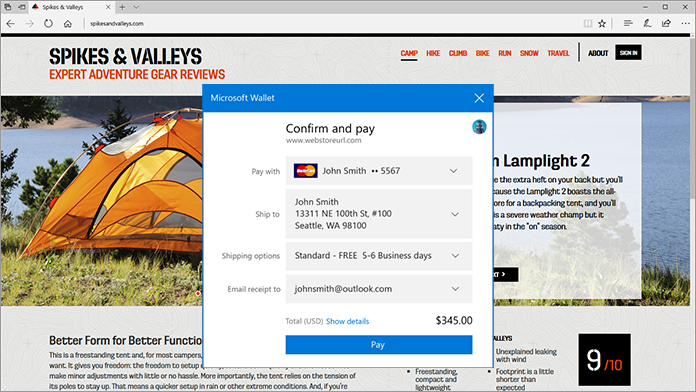 Spikes & Valleys
spikesandvalleys.com
SPIKES & VALLEYS
EXPERT ADVENTURE GEAR REVIEWS
CAMP HIKE CLIMB BIKE RUN SNOW TRAVEL ABOUT SIGN IN
Microsoft Wallet
Confirm and pay
www.webstoreurl.com
Pay with
MasterCard
John Smith •• 5567
Ship to
John Smith
13311 NE 100th St, #100
Seattle, WA 98100
Shipping options
Standard - FREE 5-6 Business days
Email receipt to
johnsmith@outlook.com
Total (USD) Show details $345.00
Pay
n Lamplight 2
e the extra heft on your back but you'll
cause the Lamplight 2 boasts the all-
ore for a backpacking tent, and you'll
is a severe weather champ but it
aty in the "on" season.
Better Form for Better Functio
This is a freestanding tent and, for most campers,
want. It gives you freedom: the freedom to setup
make minor adjustments with little or no hassle. More importantly, the tent relies on the tension of
its poles to stay up. That means a quicker setup in rain or other extreme conditions. And, if you're
Freestanding,
compact and
lightweight
ALLEYS
Unexplained leaking
with wind
Footprint is a little
shorter than
expected
9/10